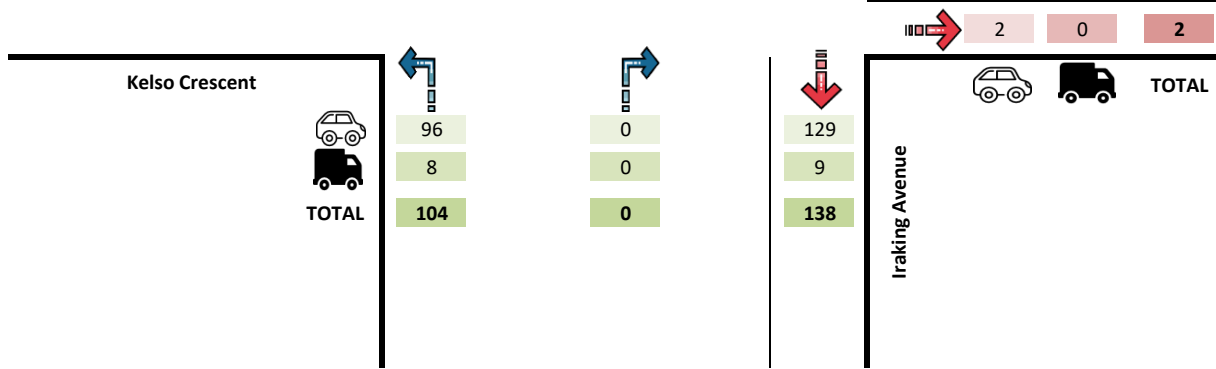 2 0 2
Kelso Crescent
TOTAL
96 0 129
8 0 9
TOTAL 104 0 138
Iraking Avenue